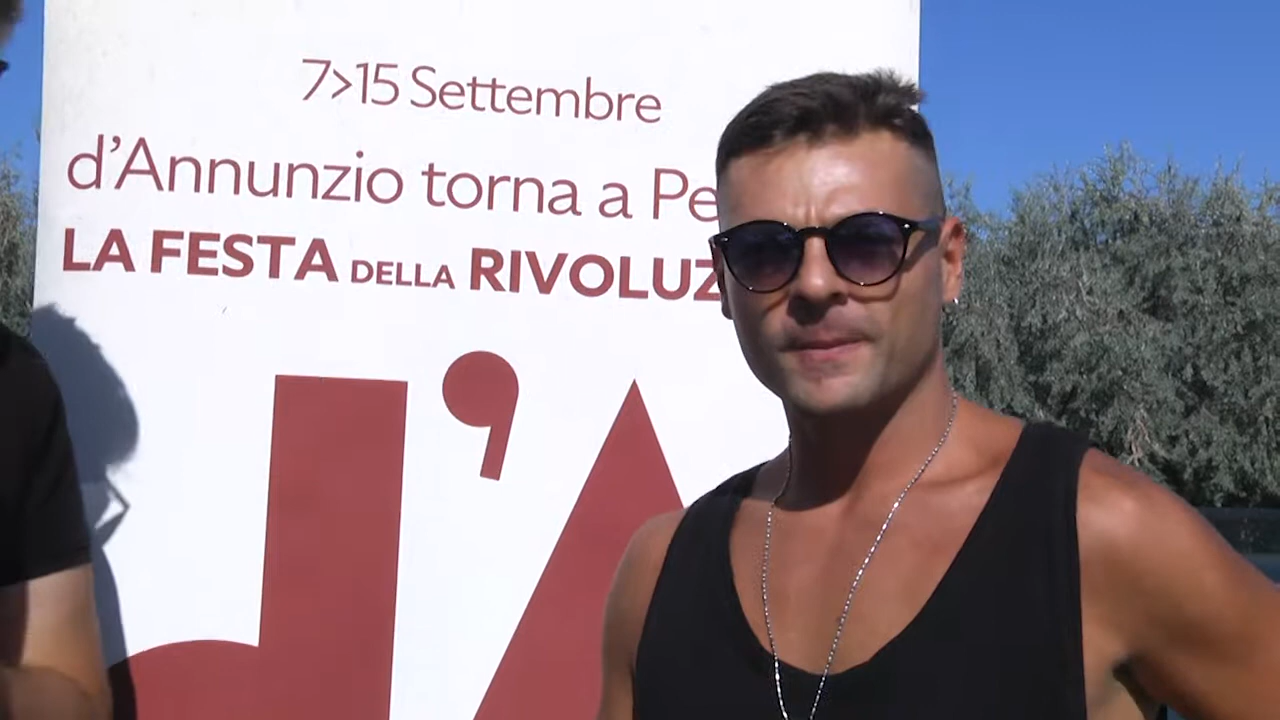 7>15 Settembre
d'Annunzio torna a Pe
LA FESTA DELLA RIVOLUZ
d'A